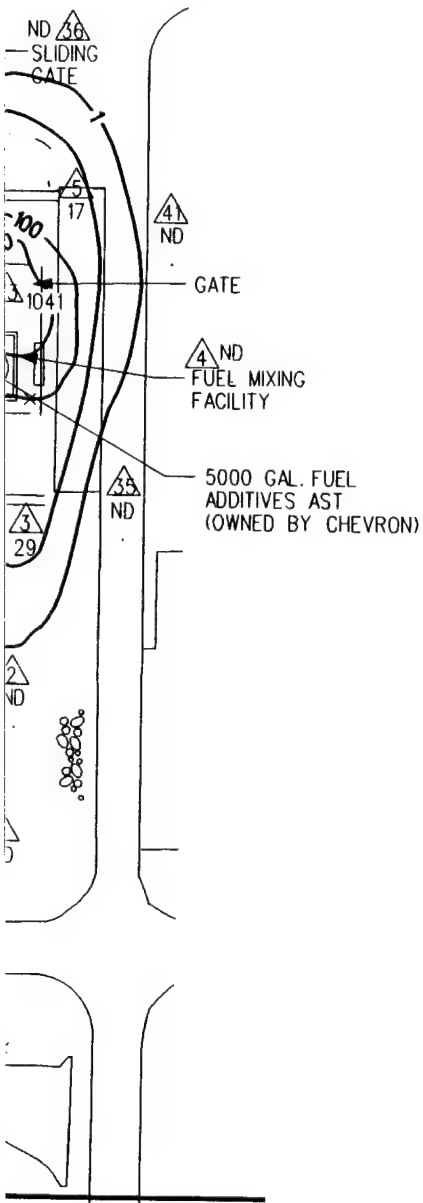 ND 36
SLIDING
GATE
1
5
17
100
41
ND
GATE
1041
4 ND
FUEL MIXING
FACILITY
5000 GAL. FUEL
ADDITIVES AST
(OWNED BY CHEVRON)
35
ND
3
29
2
ND